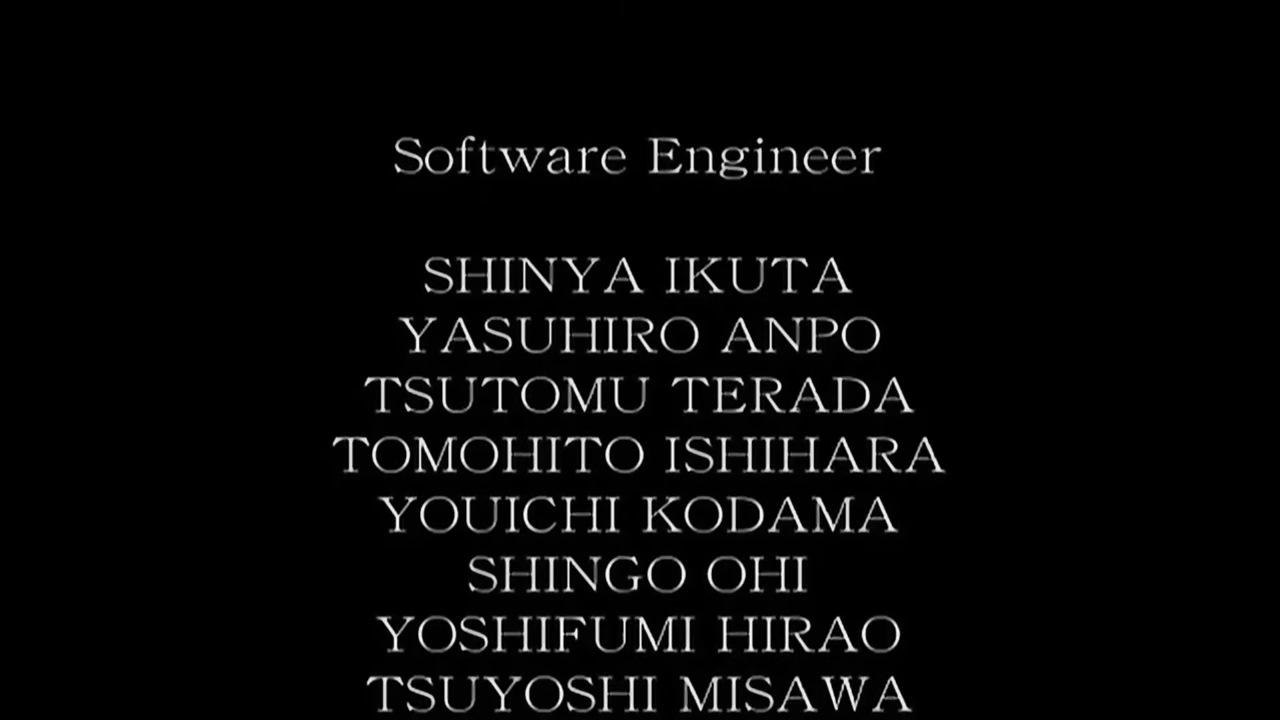 Software Engineer
SHINYA IKUTA
YASUHIRO ANPO
TSUTOMU TERADA
TOMOHITO ISHIHARA
YOUICHI KODAMA
SHINGO OHI
YOSHIFUMI HIRAO
TSUYOSHI MISAWA